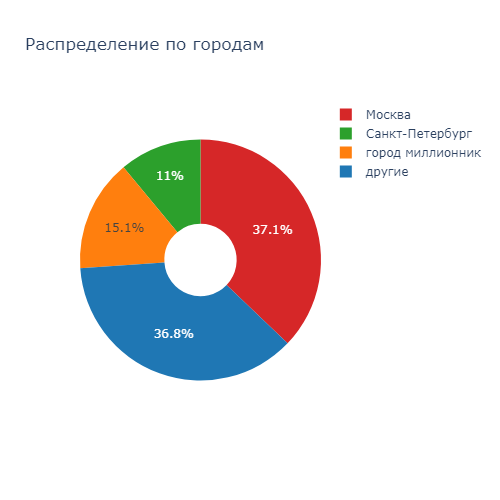 Распределение по городам
Москва
Санкт-Петербург
город миллионник
другие
11%
15.1%
37.1%
36.8%